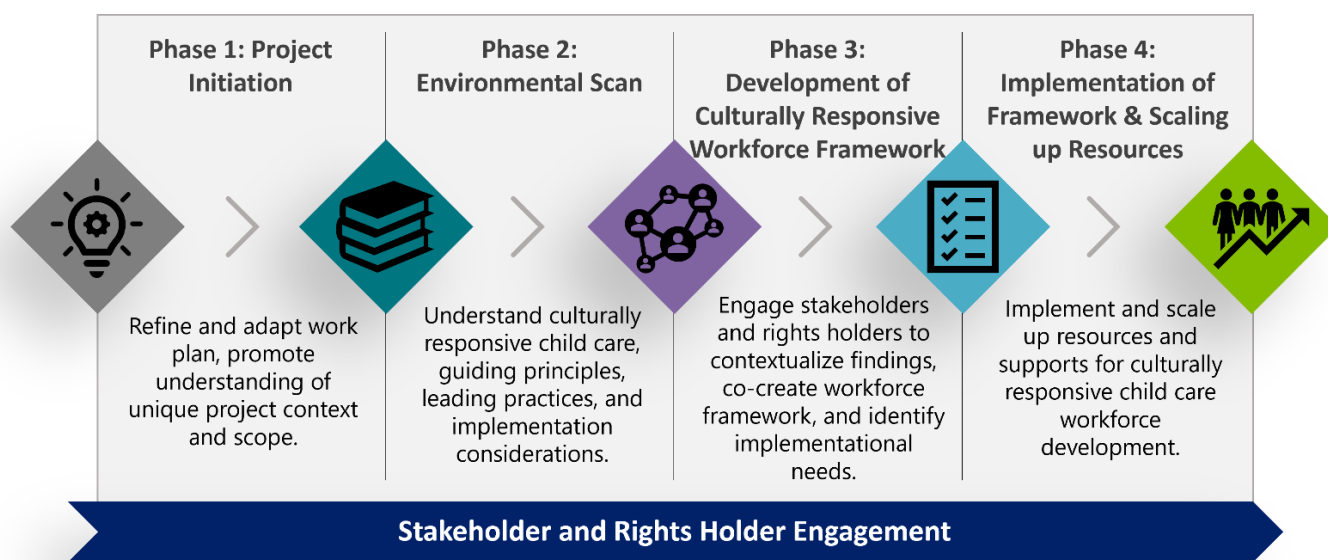 Phase 1: Project
Initiation
Refine and adapt work
plan, promote
understanding of
unique project context
and scope.
Phase 2:
Environmental Scan
Understand culturally
responsive child care,
guiding principles,
leading practices, and
implementation
considerations.
Phase 3:
Development of
Culturally Responsive
Workforce Framework
Engage stakeholders
and rights holders to
contextualize findings,
co-create workforce
framework, and identify
implementational
needs.
Phase 4:
Implementation of
Framework & Scaling
up Resources
Implement and scale
up resources and
supports for culturally
responsive child care
workforce
development.
Stakeholder and Rights Holder Engagement